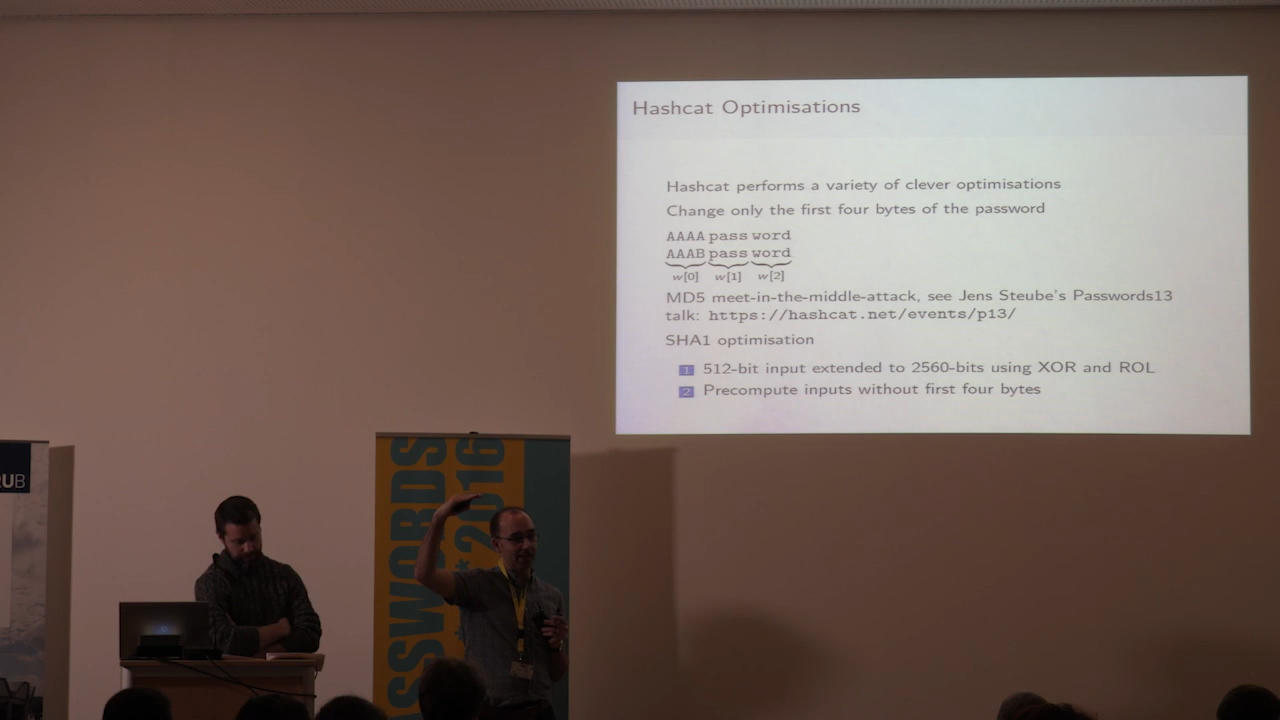 Hashcat Optimisations
Hashcat performs a variety of clever optimisations
Change only the first four bytes of the password
AAAA pass word
AAAB pass word
w[0] w[1] w[2]
MD5 meet-in-the-middle-attack, see Jens Steube's Passwords13
talk: https://hashcat.net/events/p13/
SHA1 optimisation
1 512-bit input extended to 2560-bits using XOR and ROL
2 Precompute inputs without first four bytes
RUB
PASSWORDS
**2016